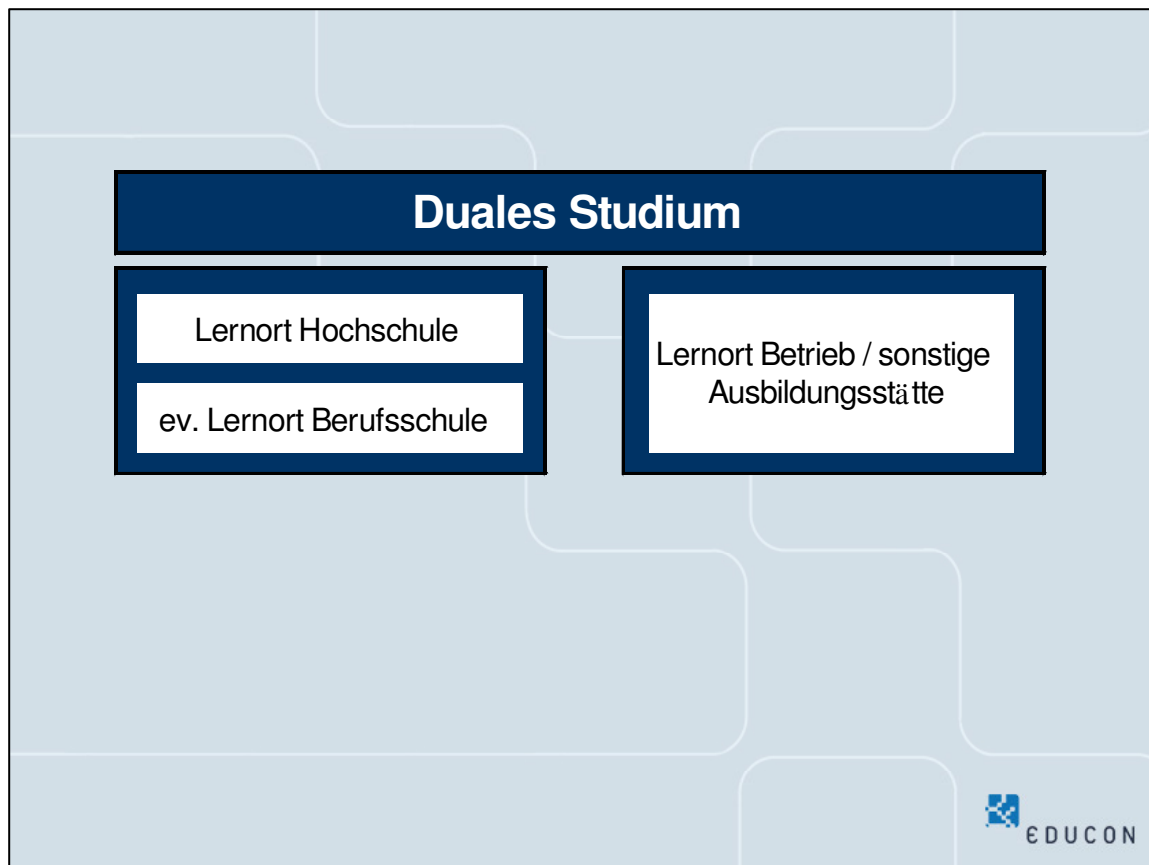 Duales Studium
Lernort Hochschule
ev. Lernort Berufsschule
Lernort Betrieb / sonstige
Ausbildungsstätte
EDUCON